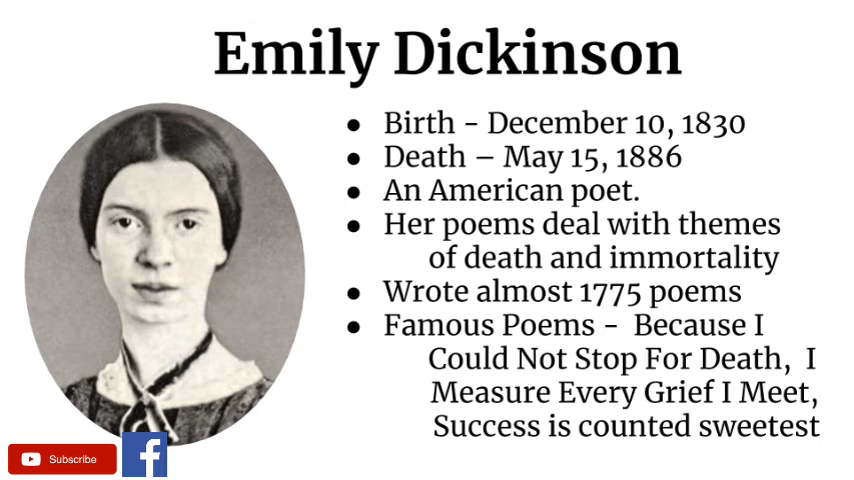 Emily Dickinson
● Birth - December 10, 1830
● Death – May 15, 1886
● An American poet.
● Her poems deal with themes
of death and immortality
● Wrote almost 1775 poems
● Famous Poems - Because I
Could Not Stop For Death, I
Measure Every Grief I Meet,
Success is counted sweetest
Subscribe
f